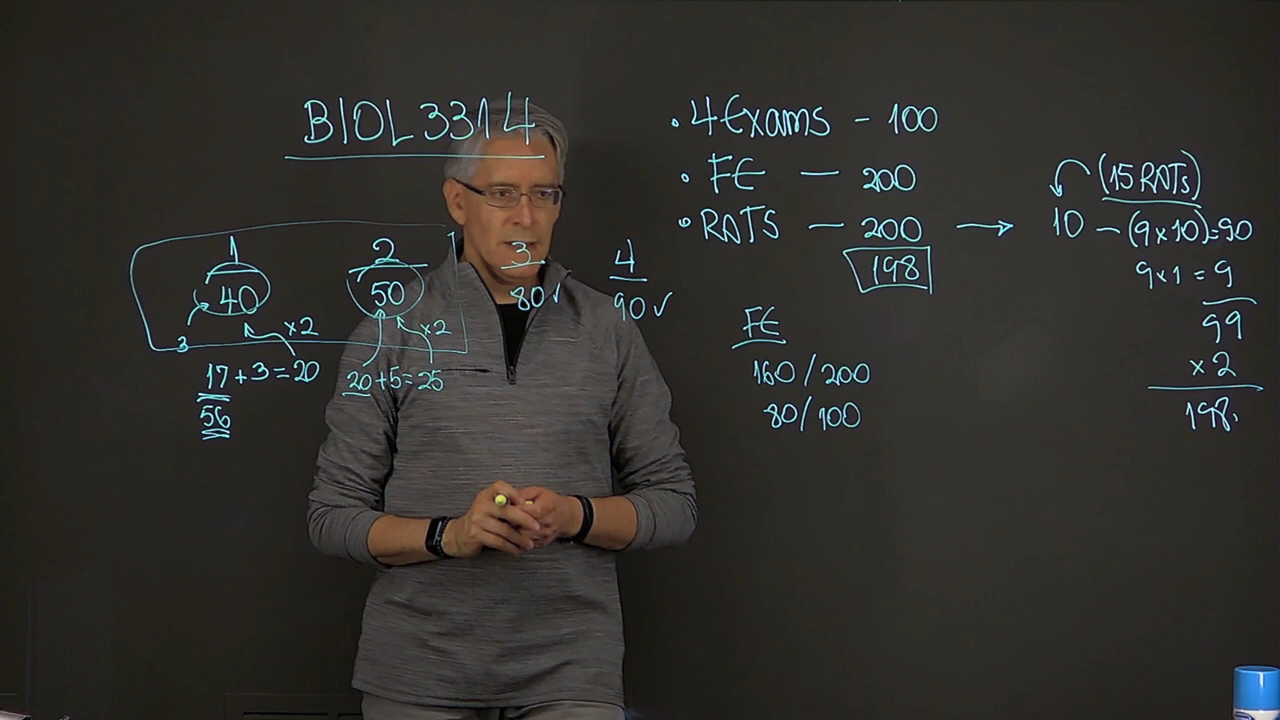 BIOL 3314
1
40
3
×2
17+3=20
56
2
50
×2
20+5=25
3
80 ✓
4
90 ✓
• 4 Exams - 100
• FE — 200
• RATS — 200 →
198
FE
160/200
80/100
(15 RATs)
10 — (9×10)=90
9×1 = 9
99
×2
198.